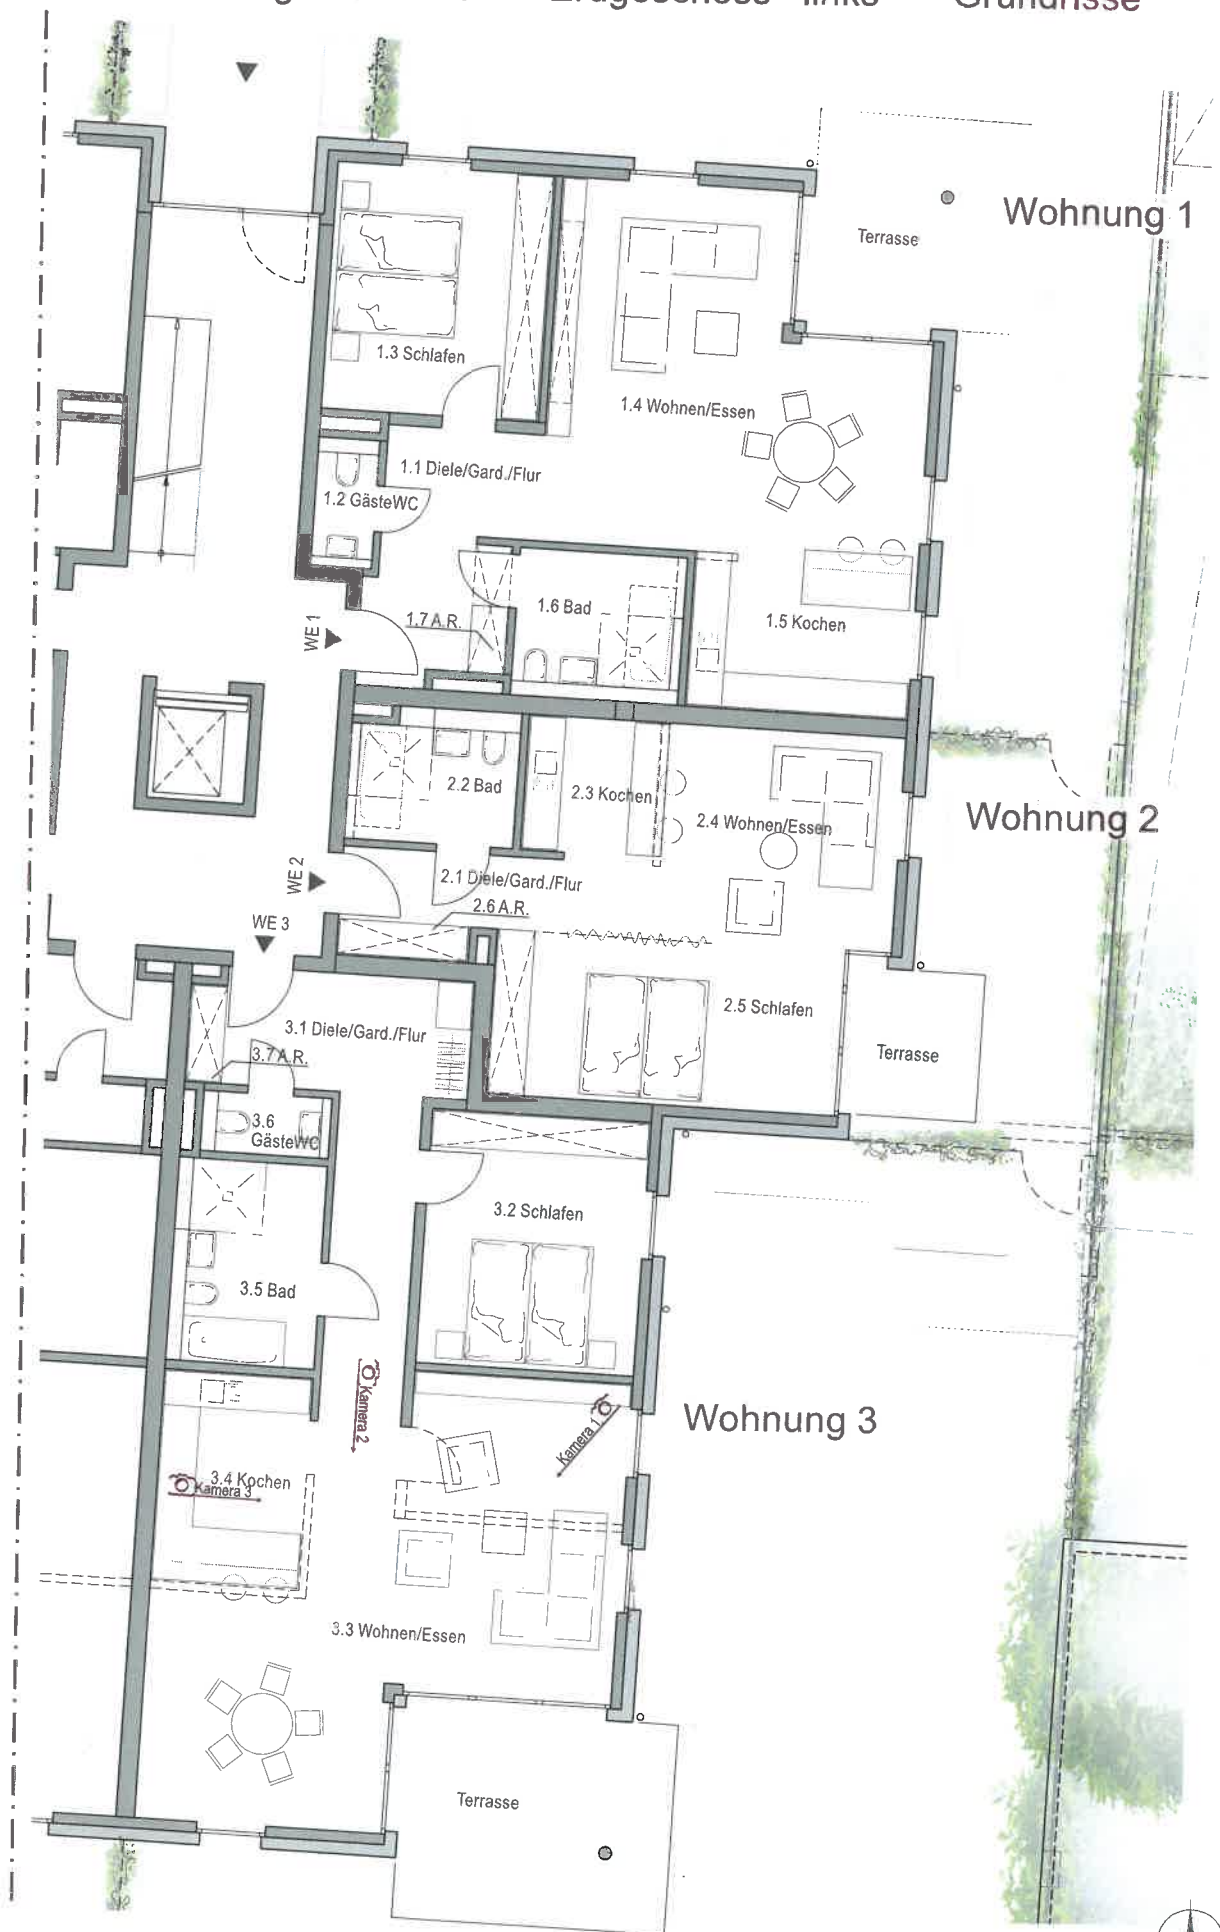 Erdgeschoss links Grundrisse
Wohnung 1
Terrasse
1.3 Schlafen
1.4 Wohnen/Essen
1.1 Diele/Gard./Flur
1.2 GästeWC
1.6 Bad
1.7 A.R.
1.5 Kochen
WE 1
2.2 Bad
2.3 Kochen
2.4 Wohnen/Essen
Wohnung 2
WE 2
2.1 Diele/Gard./Flur
2.6 A.R.
WE 3
2.5 Schlafen
Terrasse
3.1 Diele/Gard./Flur
3.7 A.R.
3.6
GästeWC
3.2 Schlafen
3.5 Bad
Kamera 2
Kamera 1
Wohnung 3
3.4 Kochen
Kamera 3
3.3 Wohnen/Essen
Terrasse